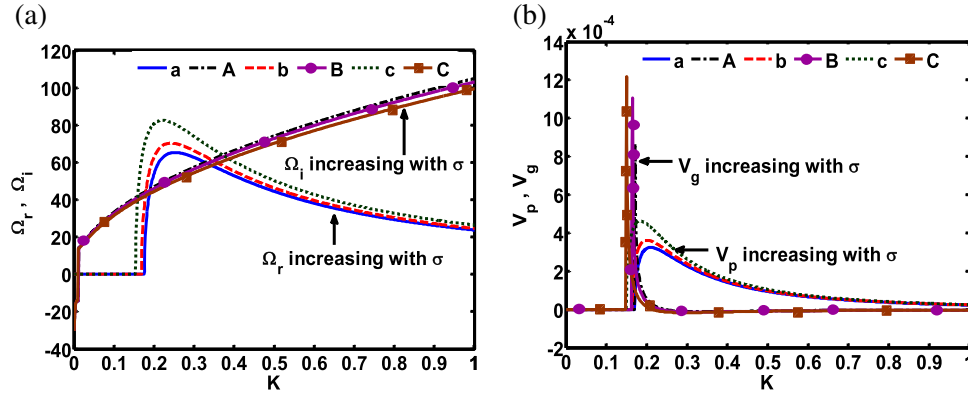 (a)
120
100
80
60
40
20
0
-20
-40
a A b B c C
Ωi increasing with σ
Ωr increasing with σ
Ωr , Ωi
0 0.1 0.2 0.3 0.4 0.5 0.6 0.7 0.8 0.9 1
K
(b)
x 10-4
14
12
10
8
6
4
2
0
-2
a A b B c C
Vg increasing with σ
Vp increasing with σ
Vp , Vg
0 0.1 0.2 0.3 0.4 0.5 0.6 0.7 0.8 0.9 1
K